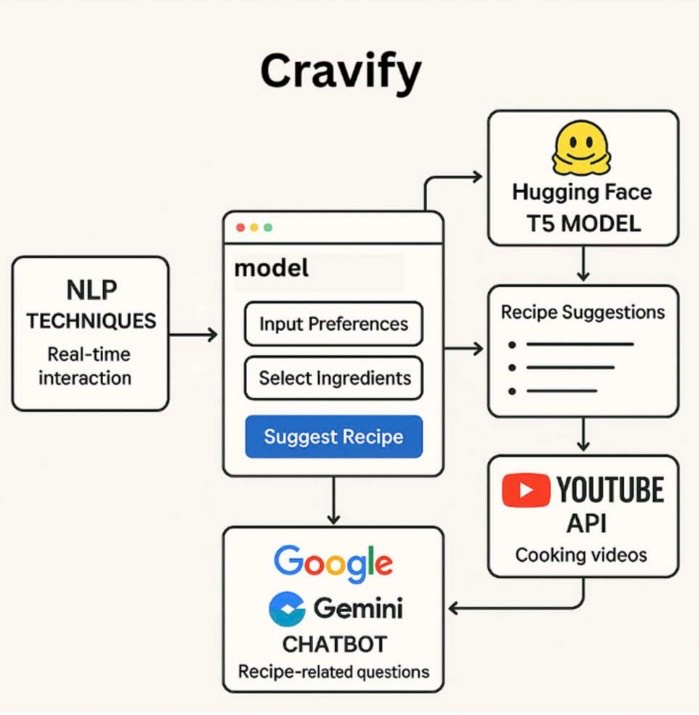 Cravify
NLP
TECHNIQUES
Real-time
interaction
model
Input Preferences
Select Ingredients
Suggest Recipe
Hugging Face
T5 MODEL
Recipe Suggestions
YOUTUBE
API
Cooking videos
Google
Gemini
CHATBOT
Recipe-related questions